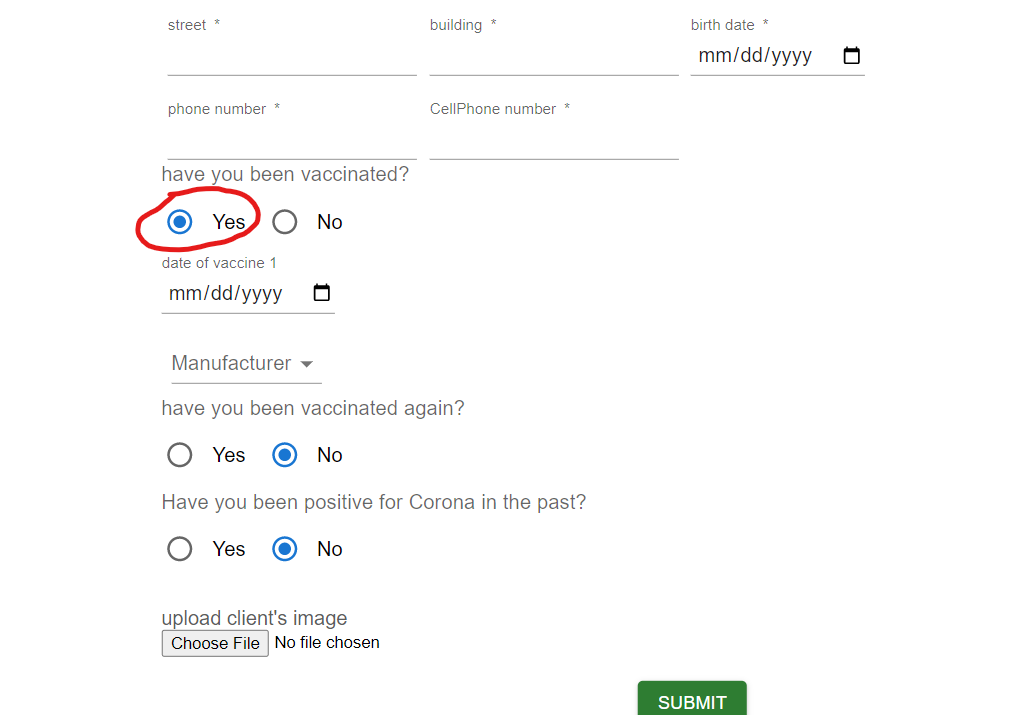 street * building * birth date *
mm/dd/yyyy
phone number * CellPhone number *
have you been vaccinated?
Yes No
date of vaccine 1
mm/dd/yyyy
Manufacturer
have you been vaccinated again?
Yes No
Have you been positive for Corona in the past?
Yes No
upload client's image
Choose File No file chosen
SUBMIT